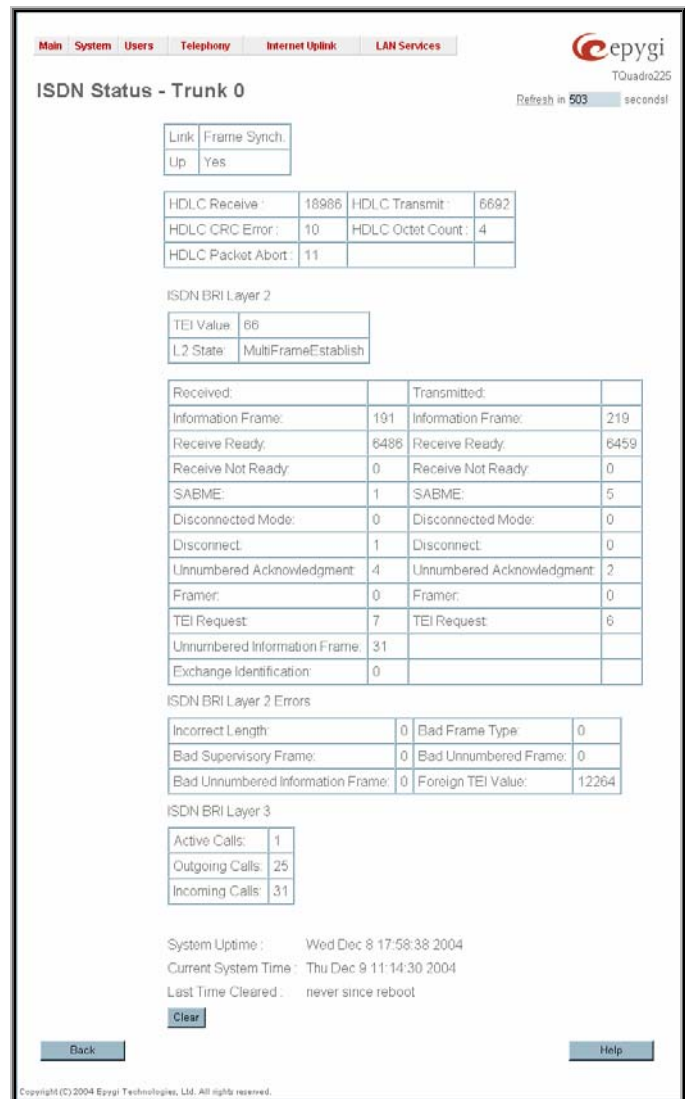 Main System Users Telephony Internet Uplink LAN Services
epygi
TQuadro225
ISDN Status - Trunk 0
Refresh in 503 seconds!
Link Frame Synch.
Up Yes
HDLC Receive : 18986 HDLC Transmit : 6692
HDLC CRC Error : 10 HDLC Octet Count : 4
HDLC Packet Abort : 11
ISDN BRI Layer 2
TEI Value: 66
L2 State: MultiFrameEstablish
Received: Transmitted:
Information Frame: 191 Information Frame: 219
Receive Ready: 6486 Receive Ready: 6459
Receive Not Ready: 0 Receive Not Ready: 0
SABME: 1 SABME: 5
Disconnected Mode: 0 Disconnected Mode: 0
Disconnect: 1 Disconnect: 0
Unnumbered Acknowledgment: 4 Unnumbered Acknowledgment: 2
Framer: 0 Framer: 0
TEI Request: 7 TEI Request: 6
Unnumbered Information Frame: 31
Exchange Identification: 0
ISDN BRI Layer 2 Errors
Incorrect Length: 0 Bad Frame Type: 0
Bad Supervisory Frame: 0 Bad Unnumbered Frame: 0
Bad Unnumbered Information Frame: 0 Foreign TEI Value: 12264
ISDN BRI Layer 3
Active Calls: 1
Outgoing Calls: 25
Incoming Calls: 31
System Uptime : Wed Dec 8 17:58:38 2004
Current System Time : Thu Dec 9 11:14:30 2004
Last Time Cleared : never since reboot
Clear
Back Help
Copyright (C) 2004 Epygi Technologies, Ltd. All rights reserved.